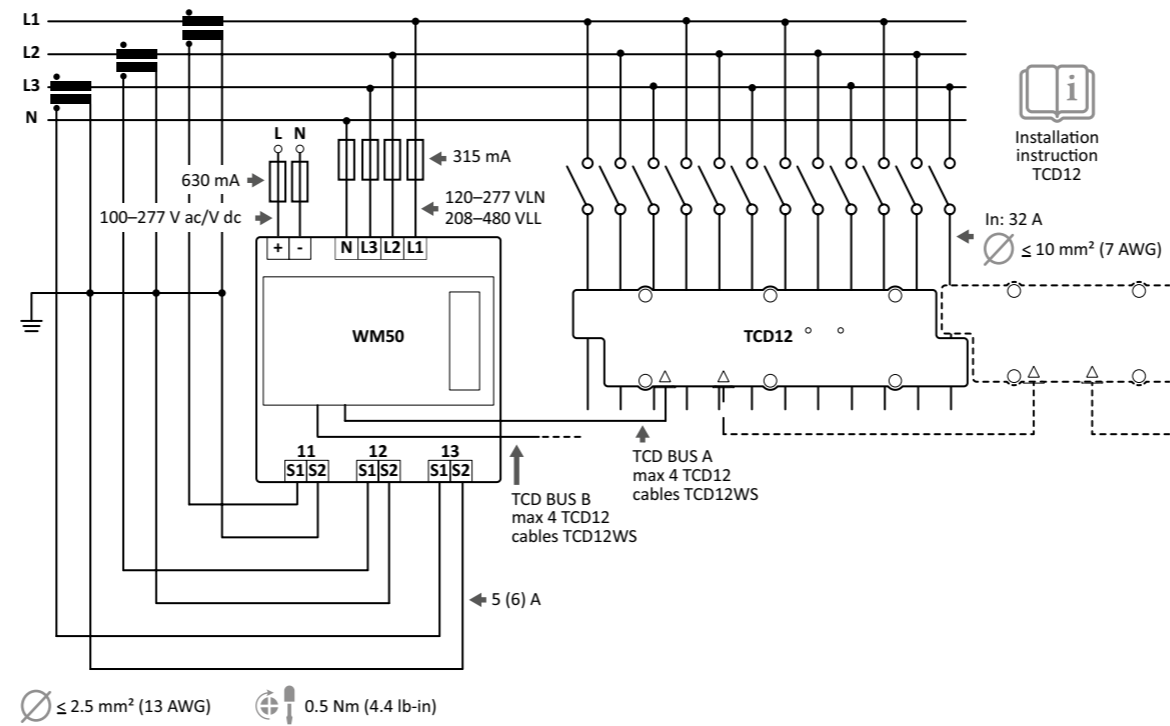 L1
L2
L3
N
L N
630 mA
315 mA
100–277 V ac/V dc
120–277 VLN
208–480 VLL
+ - N L3 L2 L1
WM50
11 12 13
S1 S2 S1 S2 S1 S2
TCD BUS B
max 4 TCD12
cables TCD12WS
TCD BUS A
max 4 TCD12
cables TCD12WS
5 (6) A
TCD12
i
Installation
instruction
TCD12
In: 32 A
≤ 10 mm² (7 AWG)
≤ 2.5 mm² (13 AWG)
0.5 Nm (4.4 lb-in)